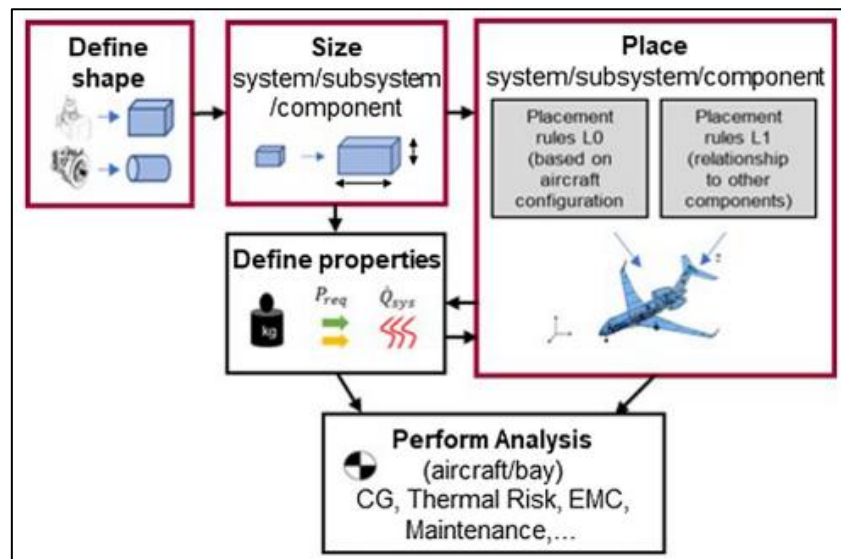 Define
shape
Size
system/subsystem
/component
Place
system/subsystem/component
Placement
rules L0
(based on
aircraft
configuration
Placement
rules L1
(relationship
to other
components)
Define properties
kg
P_req
Q̇_sys
z
Perform Analysis
(aircraft/bay)
CG, Thermal Risk, EMC,
Maintenance,...